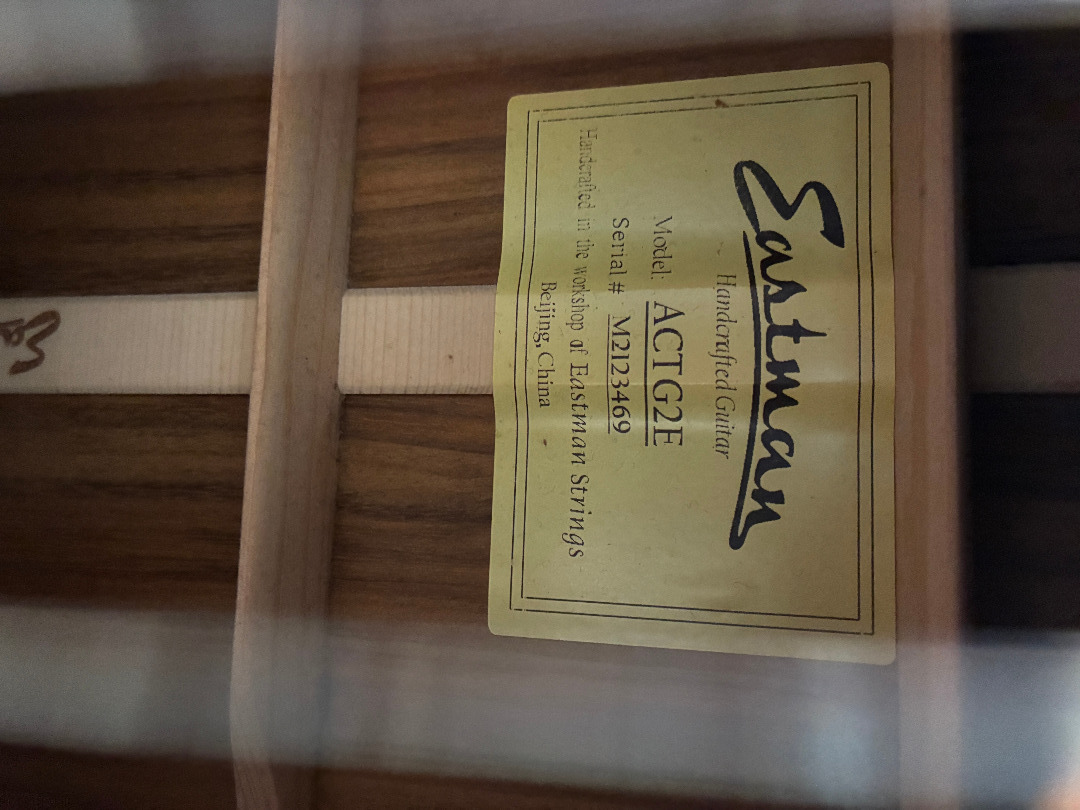 Eastman
Handcrafted Guitar
Model: ACTG2E
Serial # M2123469
Handcrafted in the workshop of Eastman Strings
Beijing, China